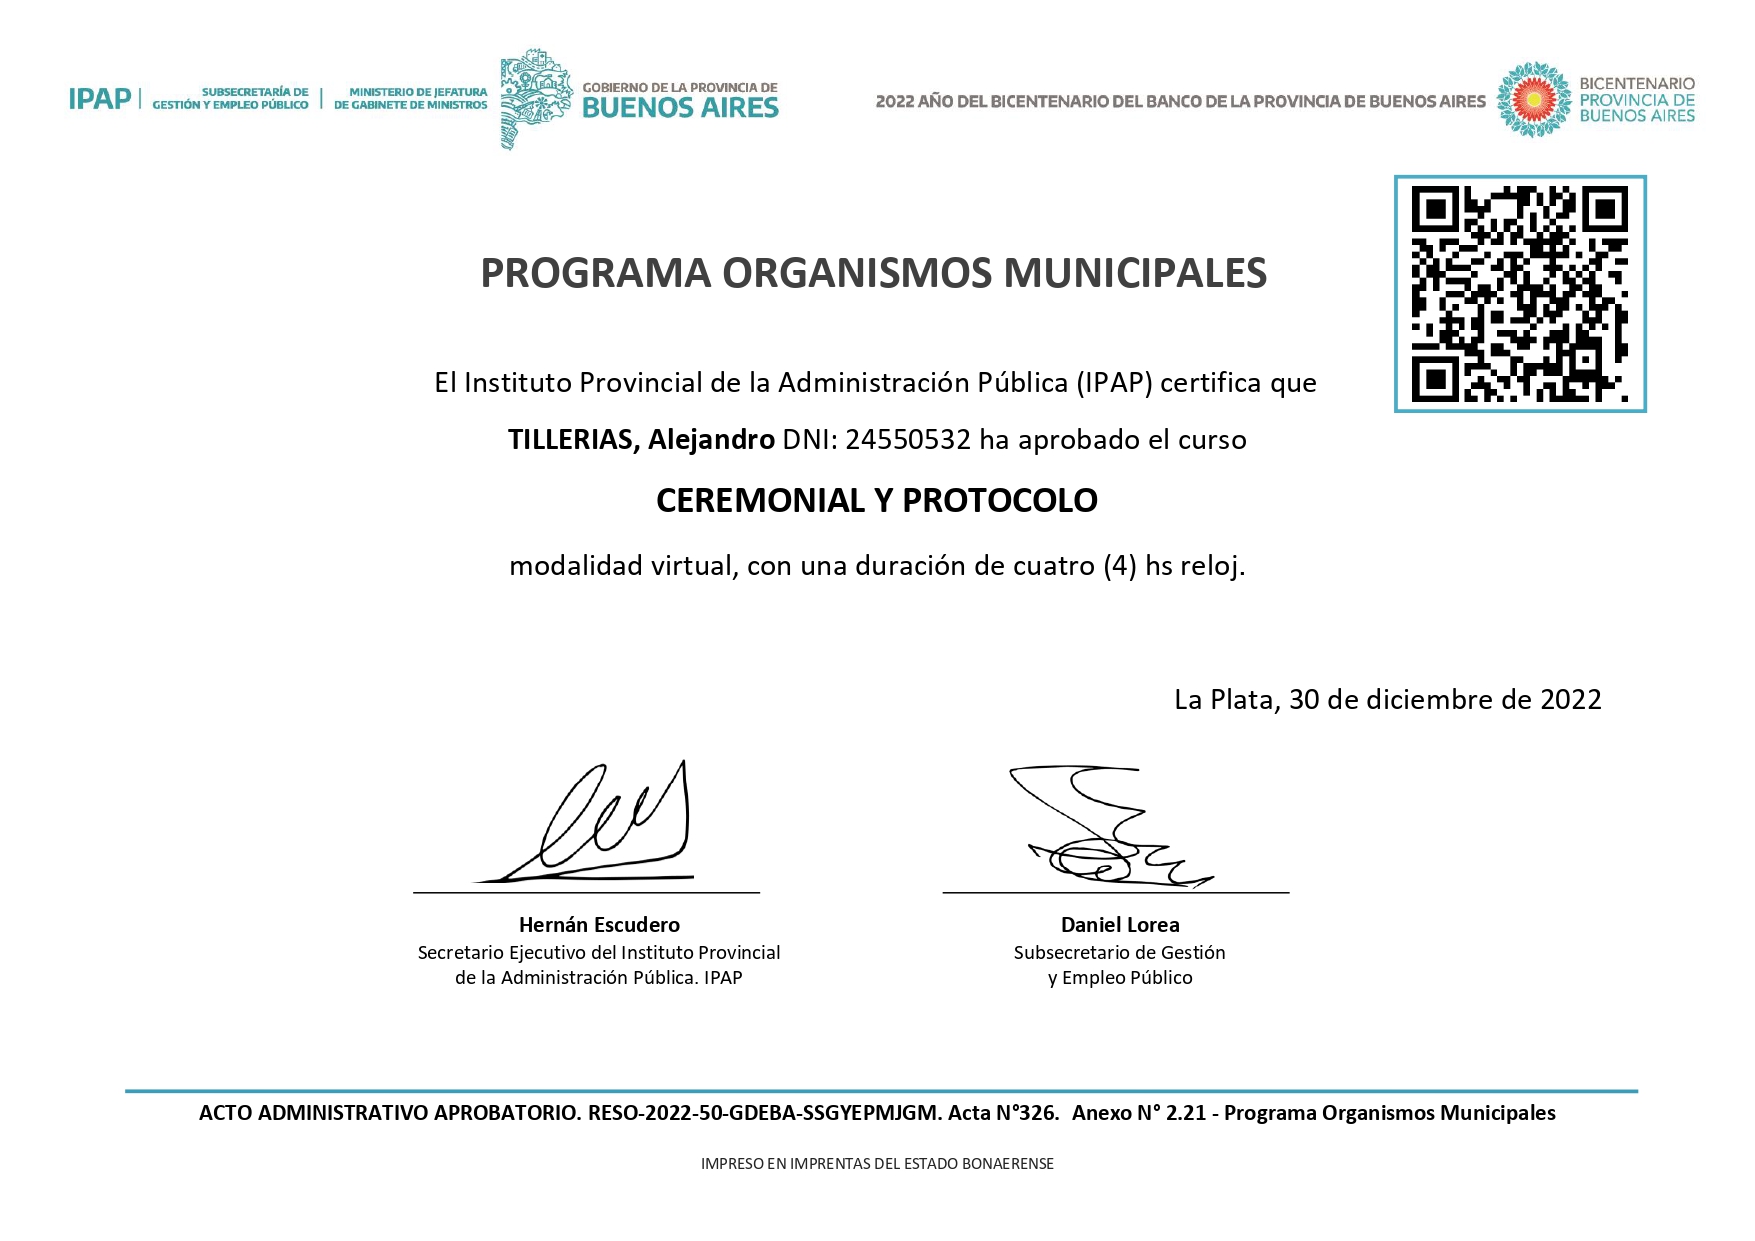 IPAP
SUBSECRETARÍA DE
GESTIÓN Y EMPLEO PÚBLICO
MINISTERIO DE JEFATURA
DE GABINETE DE MINISTROS
GOBIERNO DE LA PROVINCIA DE
BUENOS AIRES
2022 AÑO DEL BICENTENARIO DEL BANCO DE LA PROVINCIA DE BUENOS AIRES
BICENTENARIO
PROVINCIA DE
BUENOS AIRES
PROGRAMA ORGANISMOS MUNICIPALES
El Instituto Provincial de la Administración Pública (IPAP) certifica que
TILLERIAS, Alejandro DNI: 24550532 ha aprobado el curso
CEREMONIAL Y PROTOCOLO
modalidad virtual, con una duración de cuatro (4) hs reloj.
La Plata, 30 de diciembre de 2022
Hernán Escudero
Secretario Ejecutivo del Instituto Provincial
de la Administración Pública. IPAP
Daniel Lorea
Subsecretario de Gestión
y Empleo Público
ACTO ADMINISTRATIVO APROBATORIO. RESO-2022-50-GDEBA-SSGYEPMJGM. Acta N°326.  Anexo N° 2.21 - Programa Organismos Municipales
IMPRESO EN IMPRENTAS DEL ESTADO BONAERENSE